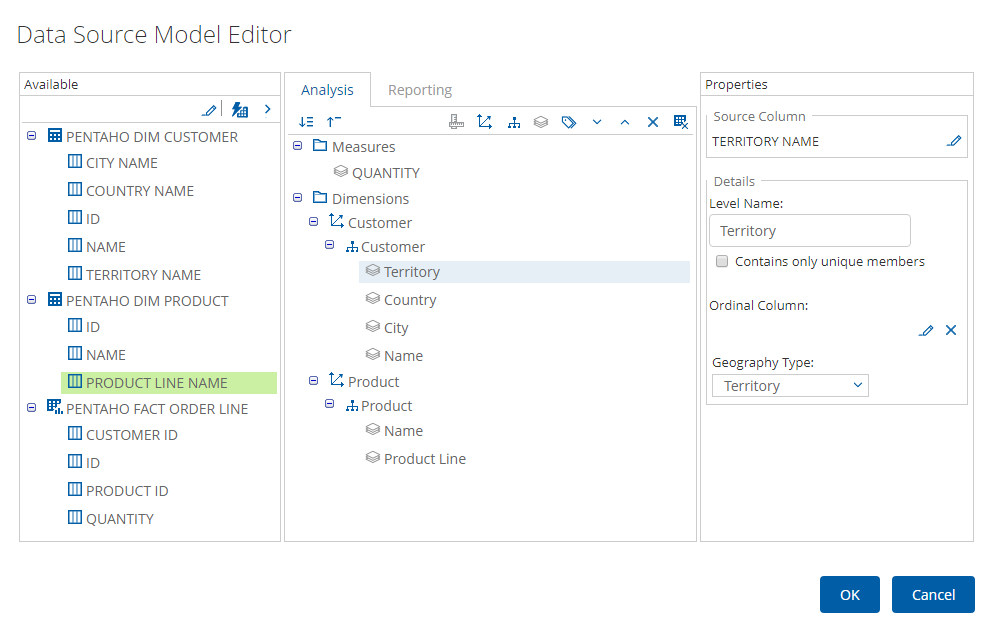 Data Source Model Editor
Available
PENTAHO DIM CUSTOMER
CITY NAME
COUNTRY NAME
ID
NAME
TERRITORY NAME
PENTAHO DIM PRODUCT
ID
NAME
PRODUCT LINE NAME
PENTAHO FACT ORDER LINE
CUSTOMER ID
ID
PRODUCT ID
QUANTITY
Analysis
Reporting
Measures
QUANTITY
Dimensions
Customer
Customer
Territory
Country
City
Name
Product
Product
Name
Product Line
Properties
Source Column
TERRITORY NAME
Details
Level Name:
Territory
Contains only unique members
Ordinal Column:
Geography Type:
Territory
OK
Cancel